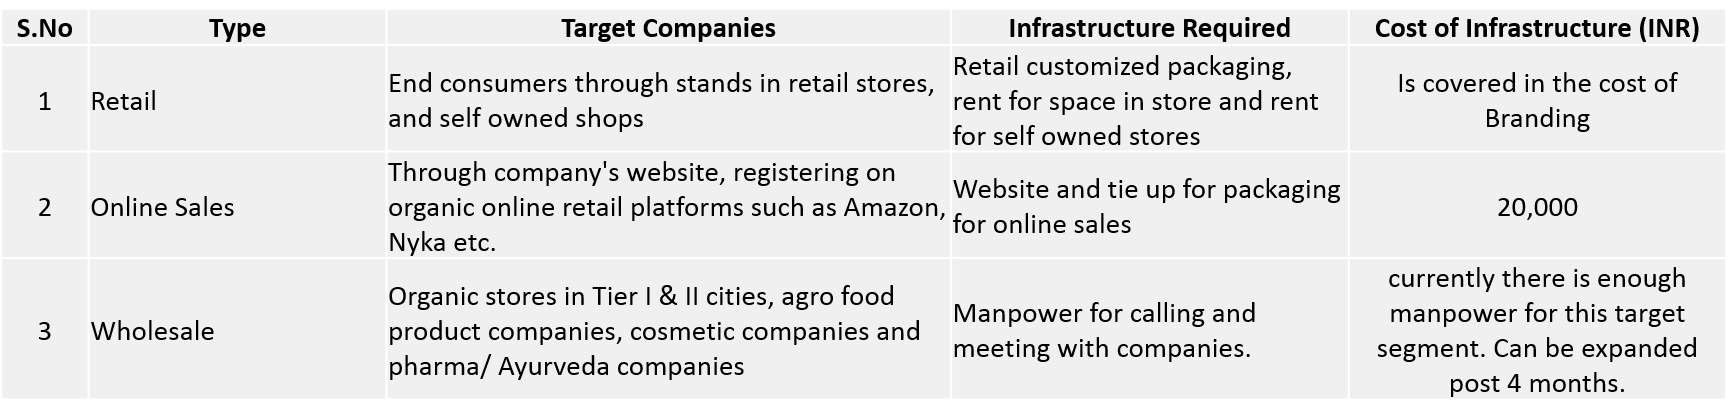 S.No Type Target Companies Infrastructure Required Cost of Infrastructure (INR)
1
Retail
End consumers through stands in retail stores,
and self owned shops
Retail customized packaging,
rent for space in store and rent
for self owned stores
Is covered in the cost of
Branding
2
Online Sales
Through company's website, registering on
organic online retail platforms such as Amazon,
Nyka etc.
Website and tie up for packaging
for online sales
20,000
3
Wholesale
Organic stores in Tier I & II cities, agro food
product companies, cosmetic companies and
pharma/ Ayurveda companies
Manpower for calling and
meeting with companies.
currently there is enough
manpower for this target
segment. Can be expanded
post 4 months.